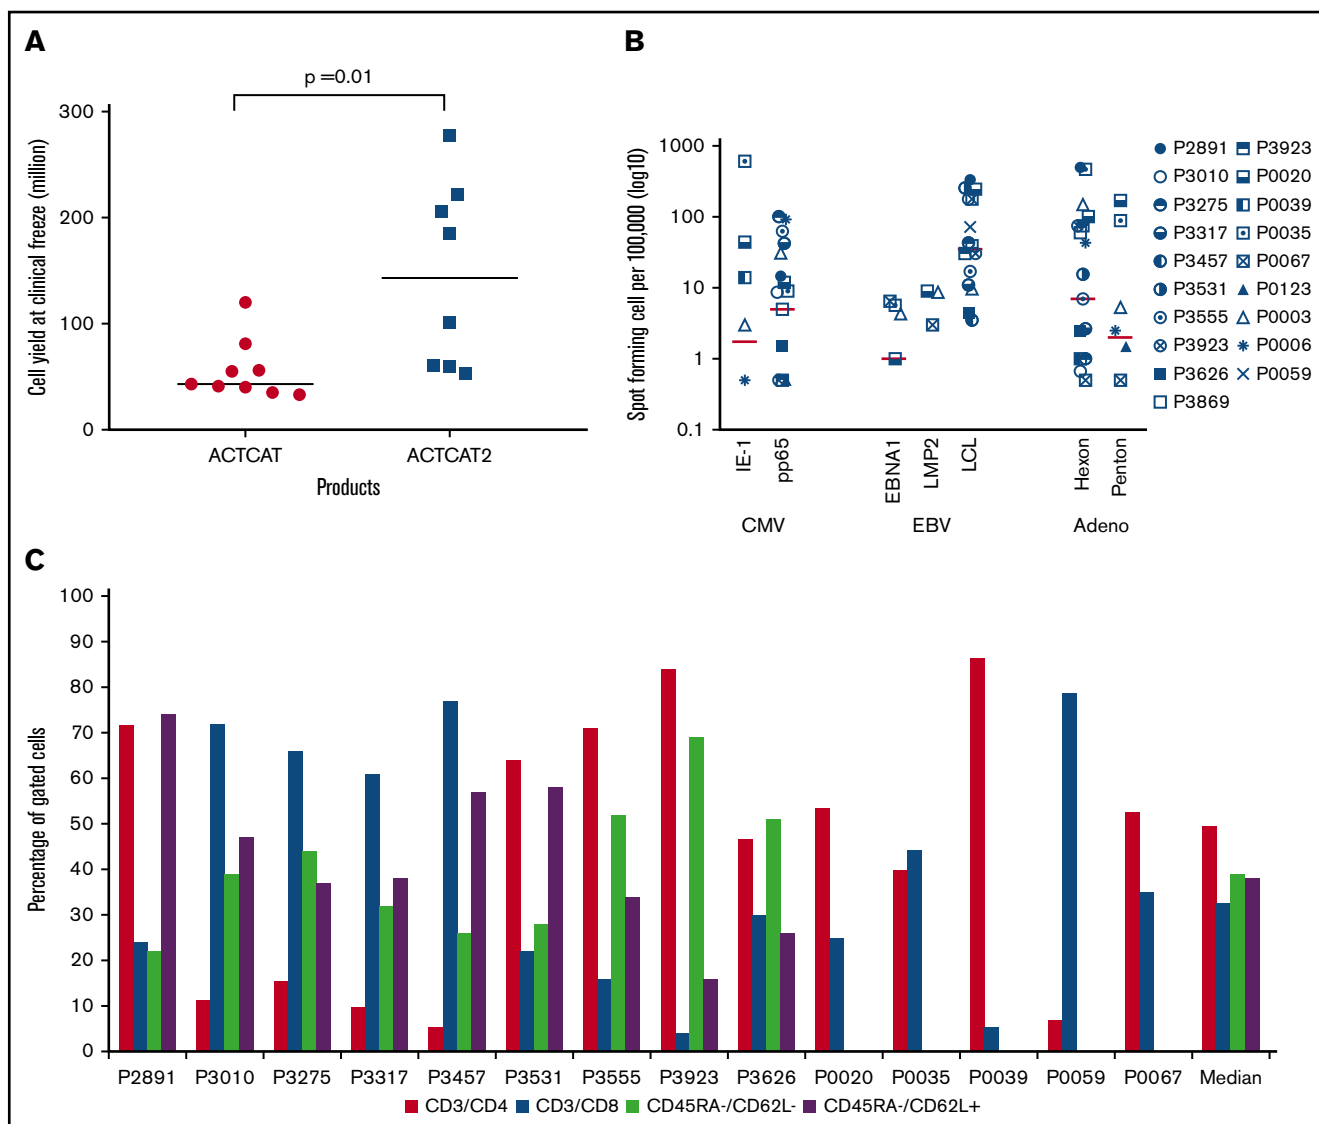 A
p =0.01
Cell yield at clinical freeze (million)
300
200
100
0
ACTCAT
ACTCAT2
Products
B
Spot forming cell per 100,000 (log10)
1000
100
10
1
0.1
IE-1
pp65
EBNA1
LMP2
LCL
Hexon
Penton
CMV
EBV
Adeno
P2891 P3923
P3010 P0020
P3275 P0039
P3317 P0035
P3457 P0067
P3531 P0123
P3555 P0003
P3923 P0006
P3626 P0059
P3869
C
Percentage of gated cells
100
90
80
70
60
50
40
30
20
10
0
P2891 P3010 P3275 P3317 P3457 P3531 P3555 P3923 P3626 P0020 P0035 P0039 P0059 P0067 Median
CD3/CD4 CD3/CD8 CD45RA-/CD62L- CD45RA-/CD62L+